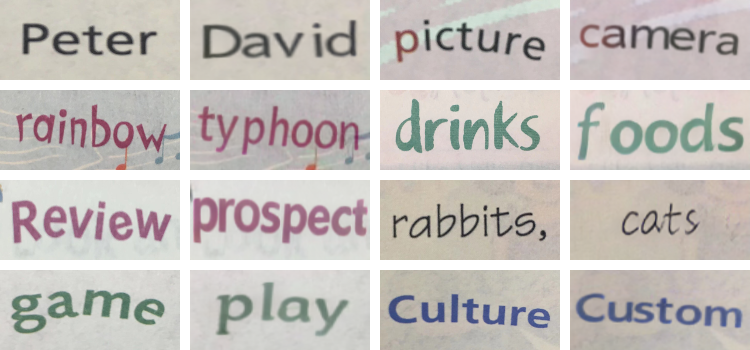 Peter David picture camera
rainbow typhoon drinks foods
Review prospect rabbits, cats
game play Culture Custom